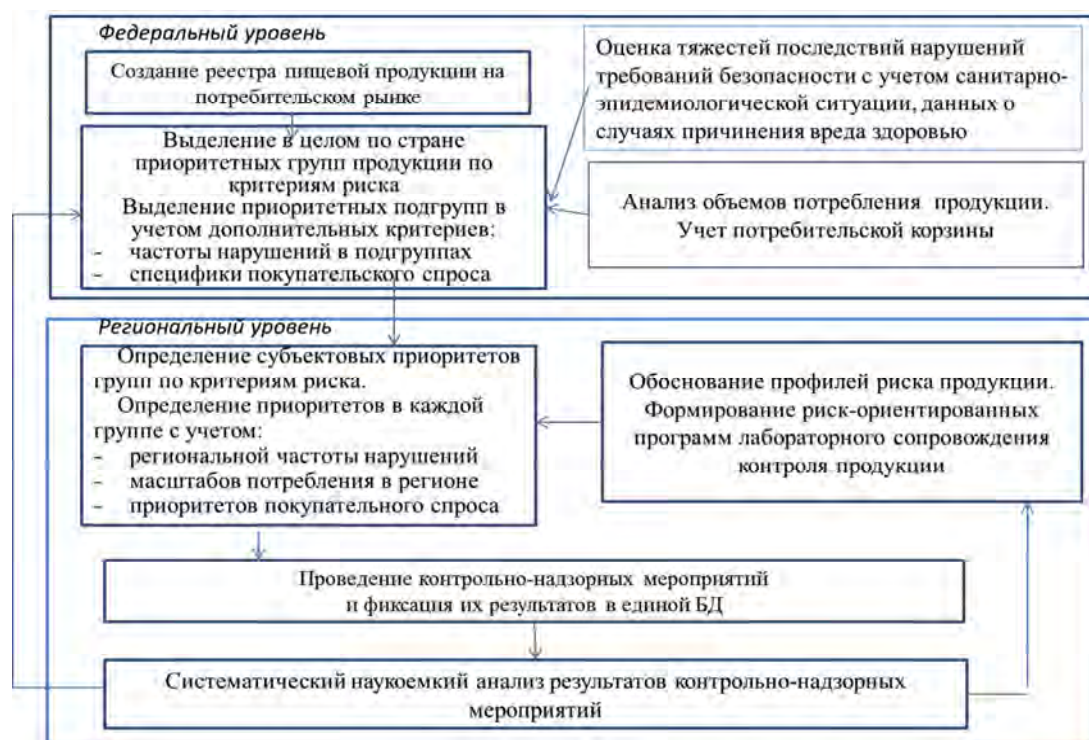 Федеральный уровень
Создание реестра пищевой продукции на
потребительском рынке
Оценка тяжестей последствий нарушений
требований безопасности с учетом санитарно-
эпидемиологической ситуации, данных о
случаях причинения вреда здоровью
Выделение в целом по стране
приоритетных групп продукции по
критериям риска
Выделение приоритетных подгрупп в
учетом дополнительных критериев:
- частоты нарушений в подгруппах
- специфики покупательского спроса
Анализ объемов потребления продукции.
Учет потребительской корзины
Региональный уровень
Определение субъектовых приоритетов
групп по критериям риска.
Определение приоритетов в каждой
группе с учетом:
- региональной частоты нарушений
- масштабов потребления в регионе
- приоритетов покупательного спроса
Обоснование профилей риска продукции.
Формирование риск-ориентированных
программ лабораторного сопровождения
контроля продукции
Проведение контрольно-надзорных мероприятий
и фиксация их результатов в единой БД
Систематический наукоемкий анализ результатов контрольно-надзорных
мероприятий